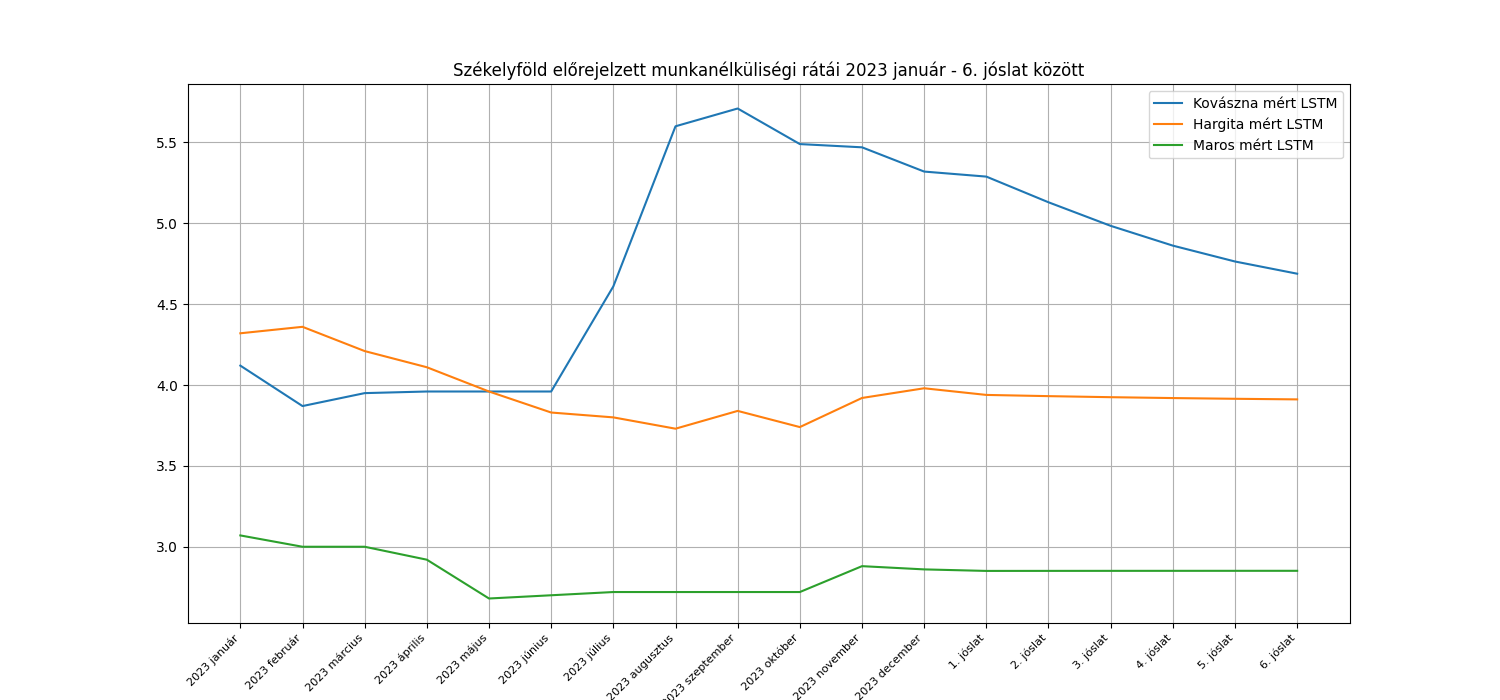 Székelyföld előrejelzett munkanélküliségi rátái 2023 január - 6. jóslat között
Kovászna mért LSTM
Hargita mért LSTM
Maros mért LSTM
5.5
5.0
4.5
4.0
3.5
3.0
2023 január
2023 február
2023 március
2023 április
2023 május
2023 június
2023 július
2023 augusztus
2023 szeptember
2023 október
2023 november
2023 december
1. jóslat
2. jóslat
3. jóslat
4. jóslat
5. jóslat
6. jóslat